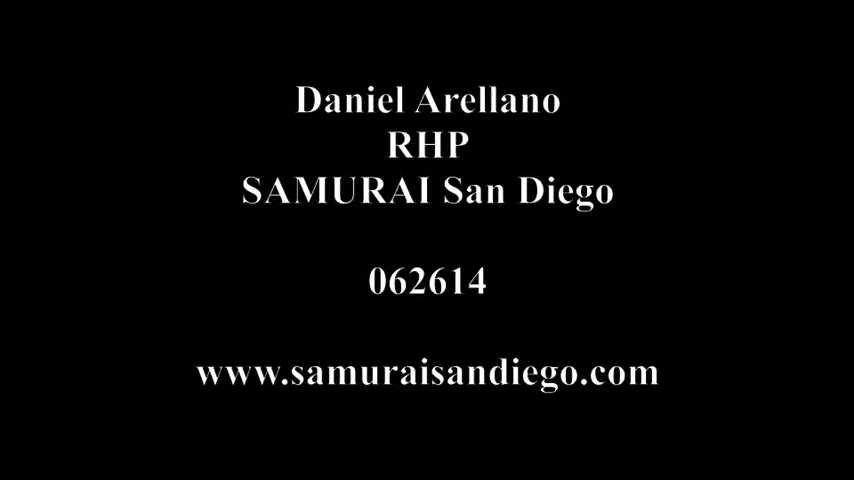 Daniel Arellano
RHP
SAMURAI San Diego
062614
www.samuraisandiego.com